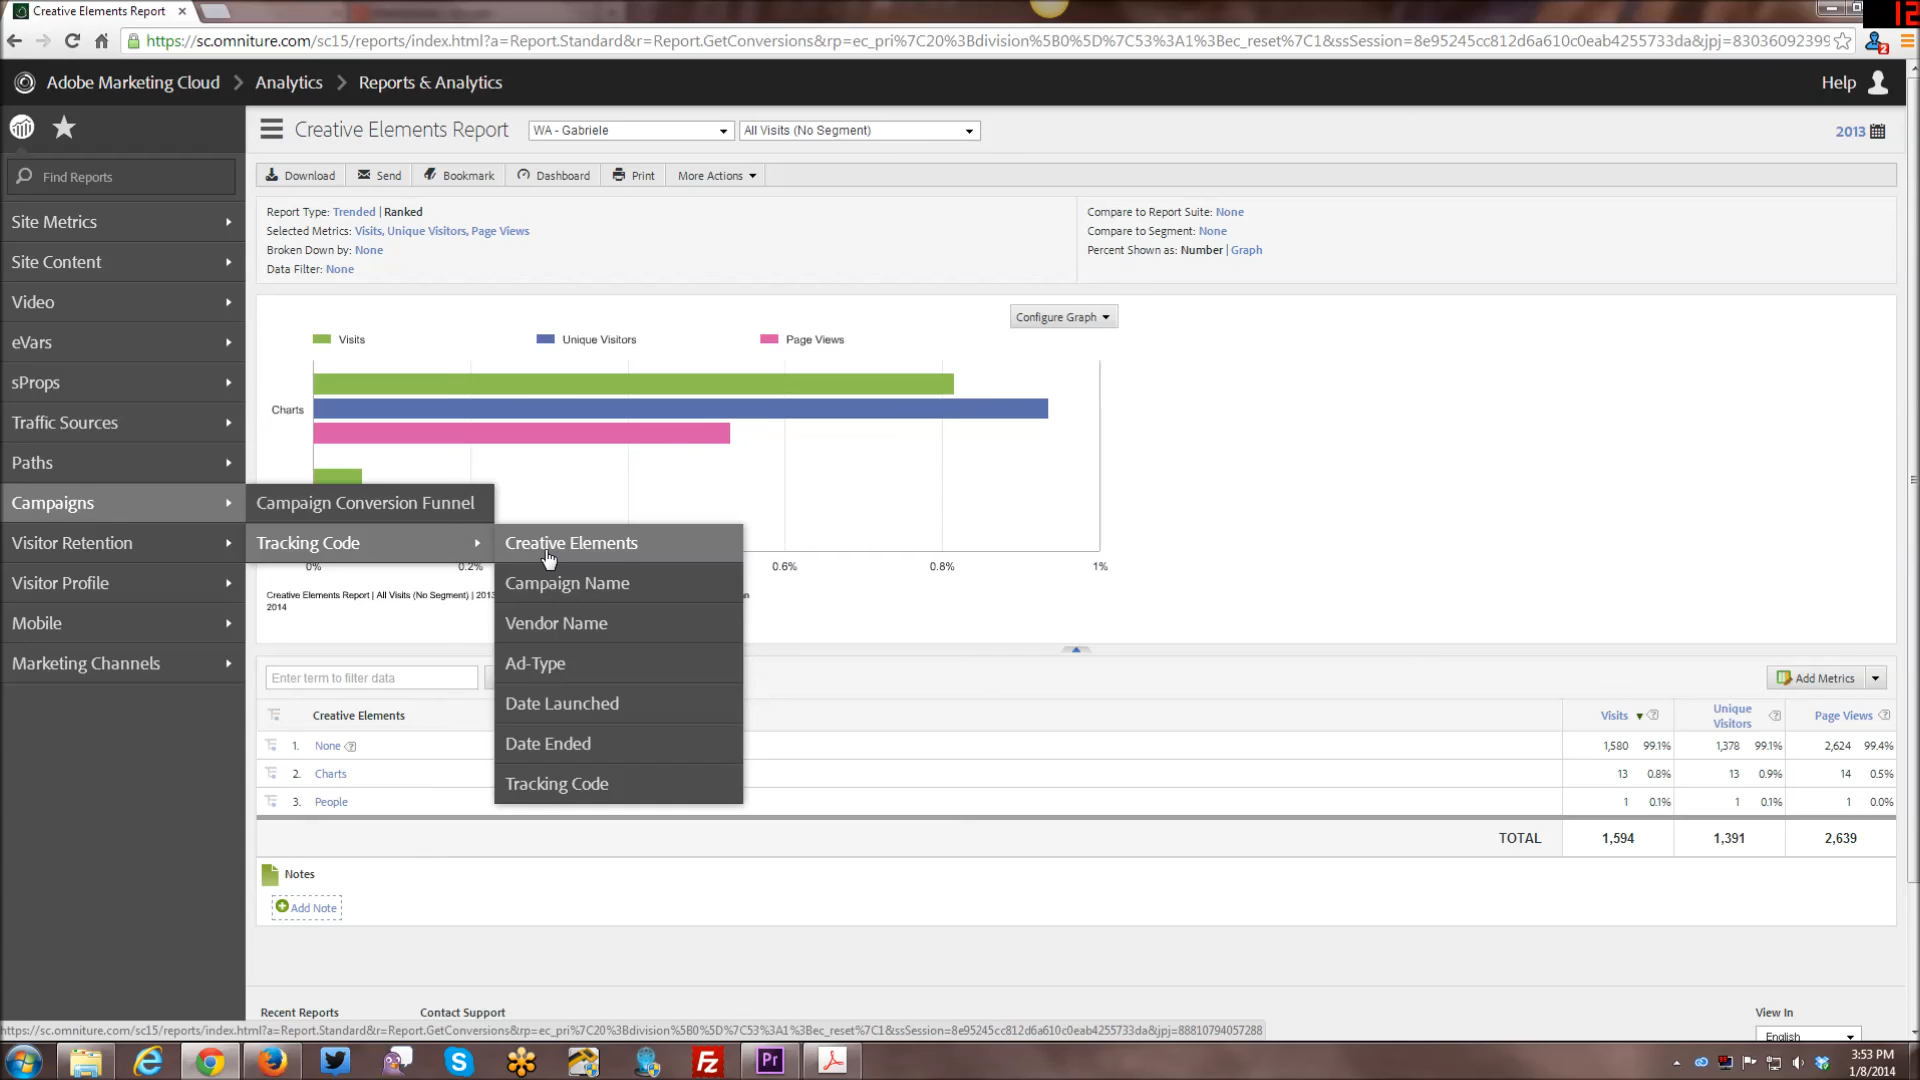 Creative Elements Report
12
https://sc.omniture.com/sc15/reports/index.html?a=Report.Standard&r=Report.GetConversions&rp=ec_pri%7C20%3Bdivision%5B0%5D%7C53%3A1%3Bec_reset%7C1&ssSession=8e95245cc812d6a610c0eab4255733da&jpj=83036092399
2
Adobe Marketing Cloud Analytics Reports & Analytics Help
Creative Elements Report WA - Gabriele All Visits (No Segment) 2013
Find Reports
Download Send Bookmark Dashboard Print More Actions
Site Metrics
Site Content
Video
eVars
sProps
Traffic Sources
Paths
Campaigns
Visitor Retention
Visitor Profile
Mobile
Marketing Channels
Campaign Conversion Funnel
Tracking Code
Creative Elements
Campaign Name
Vendor Name
Ad-Type
Date Launched
Date Ended
Tracking Code
Report Type: Trended | Ranked
Selected Metrics: Visits, Unique Visitors, Page Views
Broken Down by: None
Data Filter: None
Compare to Report Suite: None
Compare to Segment: None
Percent Shown as: Number | Graph
Configure Graph
Visits Unique Visitors Page Views
Charts
0% 0.2% 0.6% 0.8% 1%
Creative Elements Report | All Visits (No Segment) | 2013
2014
Enter term to filter data
Add Metrics
Creative Elements Visits Unique Visitors Page Views
1. None 1,580 99.1% 1,378 99.1% 2,624 99.4%
2. Charts 13 0.8% 13 0.9% 14 0.5%
3. People 1 0.1% 1 0.1% 1 0.0%
TOTAL 1,594 1,391 2,639
Notes
Add Note
Recent Reports Contact Support View In
English
https://sc.omniture.com/sc15/reports/index.html?a=Report.Standard&r=Report.GetConversions&rp=ec_pri%7C20%3Bdivision%5B0%5D%7C53%3A1%3Bec_reset%7C1&ssSession=8e95245cc812d6a610c0eab4255733da&jpj=88810794057288
Fz
Pr
3:53 PM
1/8/2014